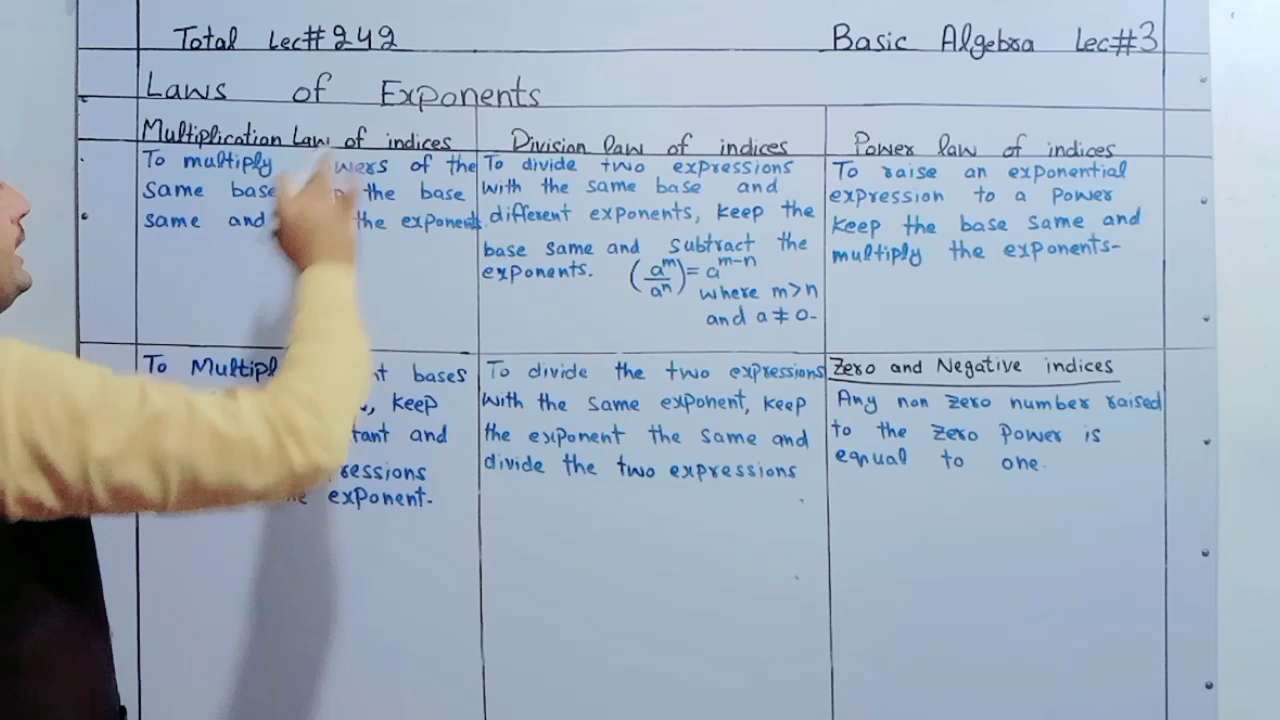 Total Lec# 242
Basic Algebra Lec#3
Laws of Exponents
Multiplication Law of indices
To multiply of the
same base the base
same and the exponents.
Division law of indices
To divide two expressions
with the same base and
different exponents, keep the
base same and subtract the
exponents. (a^m/a^n) = a^m-n
where m>n
and a ≠ 0-
Power law of indices
To raise an exponential
expression to a Power
keep the base same and
multiply the exponents-
To bases
keep
and
exponent-
To divide the two expressions
with the same exponent, keep
the exponent the same and
divide the two expressions
Zero and Negative indices
Any non zero number raised
to the zero Power is
equal to one.